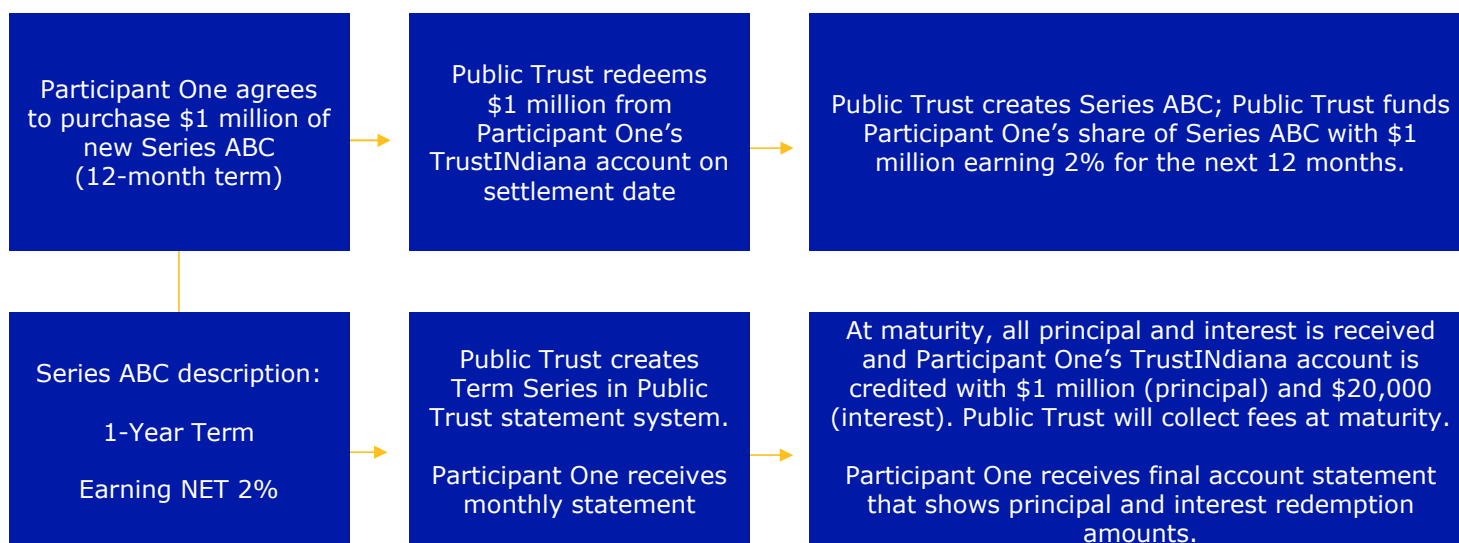 Participant One agrees
to purchase $1 million of
new Series ABC
(12-month term)
Public Trust redeems
$1 million from
Participant One’s
TrustINdiana account on
settlement date
Public Trust creates Series ABC; Public Trust funds
Participant One’s share of Series ABC with $1
million earning 2% for the next 12 months.
Series ABC description:
1-Year Term
Earning NET 2%
Public Trust creates
Term Series in Public
Trust statement system.
Participant One receives
monthly statement
At maturity, all principal and interest is received
and Participant One’s TrustINdiana account is
credited with $1 million (principal) and $20,000
(interest). Public Trust will collect fees at maturity.
Participant One receives final account statement
that shows principal and interest redemption
amounts.